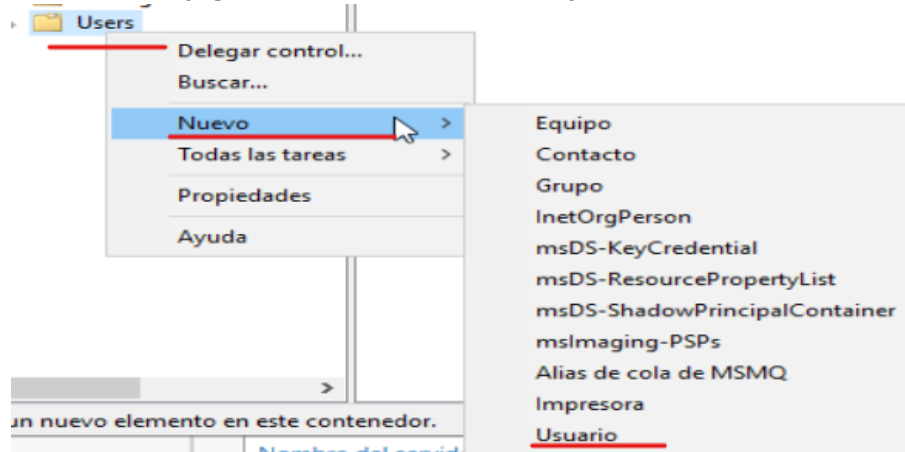 Users
Delegar control...
Buscar...
Nuevo >
Todas las tareas >
Propiedades
Ayuda
Equipo
Contacto
Grupo
InetOrgPerson
msDS-KeyCredential
msDS-ResourcePropertyList
msDS-ShadowPrincipalContainer
msImaging-PSPs
Alias de cola de MSMQ
Impresora
Usuario
un nuevo elemento en este contenedor.